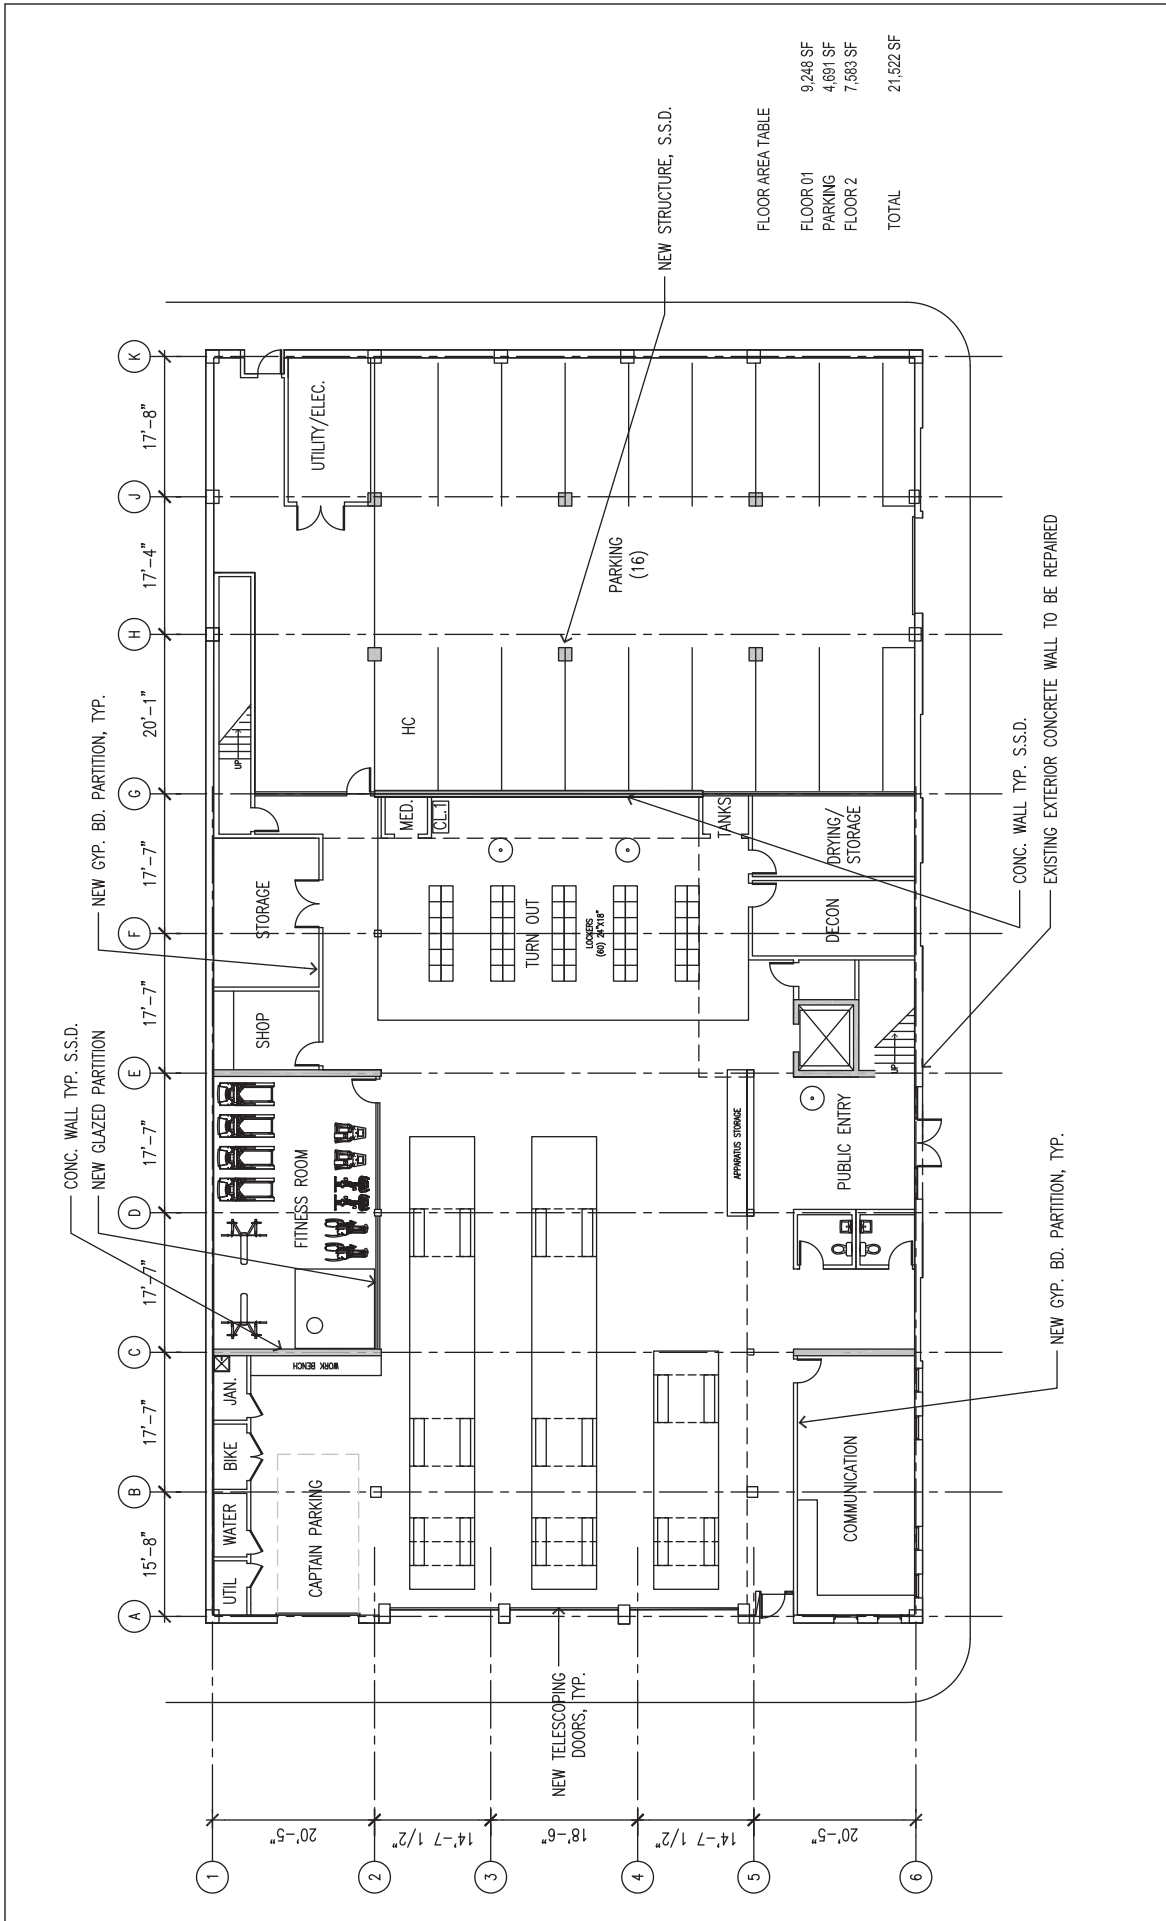 A
B
C
D
E
F
G
H
J
K
15'-8"
17'-7"
17'-7"
17'-7"
17'-7"
17'-7"
20'-1"
17'-4"
17'-8"
1
2
3
4
5
6
20'-5"
14'-7 1/2"
18'-6"
14'-7 1/2"
20'-5"
CONC. WALL TYP. S.S.D.
NEW GLAZED PARTITION
NEW GYP. BD. PARTITION, TYP.
NEW STRUCTURE, S.S.D.
UTIL
WATER
BIKE
JAN.
CAPTAIN PARKING
WORK BENCH
FITNESS ROOM
SHOP
STORAGE
UP
UTILITY/ELEC.
MED.
CL.1
HC
TURN OUT
LOCKERS
(60) 24"X18"
TANKS
PARKING
(16)
APPARATUS STORAGE
PUBLIC ENTRY
UP
DECON
DRYING/
STORAGE
COMMUNICATION
NEW TELESCOPING
DOORS, TYP.
NEW GYP. BD. PARTITION, TYP.
CONC. WALL TYP. S.S.D.
EXISTING EXTERIOR CONCRETE WALL TO BE REPAIRED
FLOOR AREA TABLE
FLOOR 01 9,248 SF
PARKING 4,691 SF
FLOOR 2 7,583 SF
TOTAL 21,522 SF